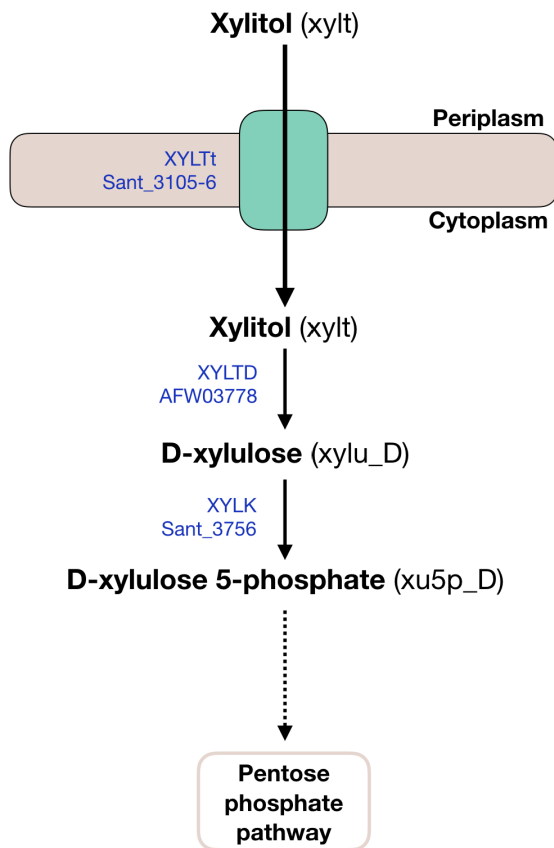 Xylitol (xylt)
Periplasm
XYLTt
Sant_3105-6
Cytoplasm
Xylitol (xylt)
XYLTD
AFW03778
D-xylulose (xylu_D)
XYLK
Sant_3756
D-xylulose 5-phosphate (xu5p_D)
Pentose
phosphate
pathway